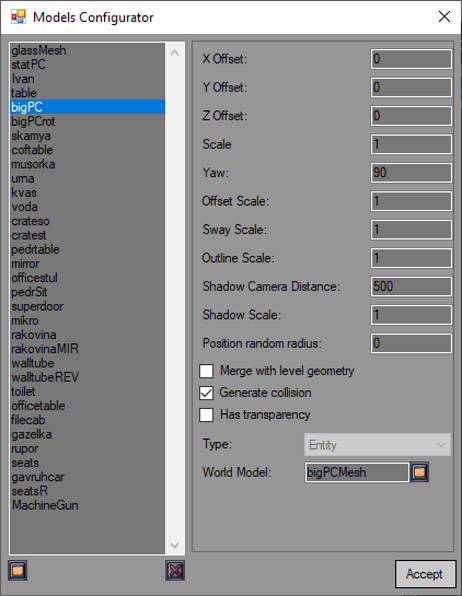 Models Configurator
glassMesh
statPC
Ivan
table
bigPC
bigPCrot
skamya
coftable
musorka
urna
kvas
voda
crateso
cratest
pedrtable
mirror
officestul
pedrSit
superdoor
mikro
rakovina
rakovinaMIR
walltube
walltubeREV
toilet
officetable
filecab
gazelka
rupor
seats
gavruhcar
seatsR
MachineGun
X Offset: 0
Y Offset: 0
Z Offset: 0
Scale 1
Yaw: 90
Offset Scale: 1
Sway Scale: 1
Outline Scale: 1
Shadow Camera Distance: 500
Shadow Scale: 1
Position random radius: 0
Merge with level geometry
Generate collision
Has transparency
Type: Entity
World Model: bigPCMesh
Accept